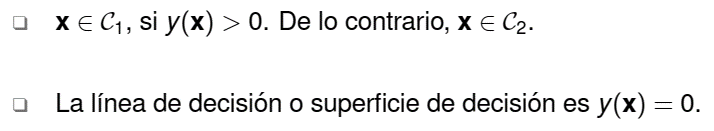 x ∈ C₁, si y(x) > 0. De lo contrario, x ∈ C₂.
La línea de decisión o superficie de decisión es y(x) = 0.